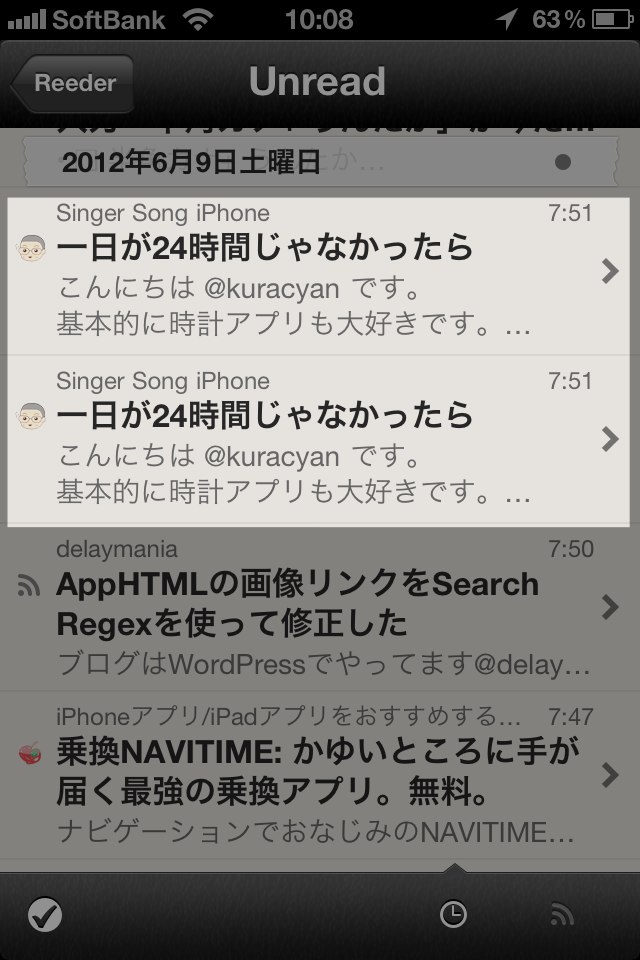 SoftBank 10:08 63%
Reeder Unread
2012年6月9日土曜日
Singer Song iPhone 7:51
一日が24時間じゃなかったら
こんにちは @kuracyan です。
基本的に時計アプリも大好きです。…
Singer Song iPhone 7:51
一日が24時間じゃなかったら
こんにちは @kuracyan です。
基本的に時計アプリも大好きです。…
delaymania 7:50
AppHTMLの画像リンクをSearch
Regexを使って修正した
ブログはWordPressでやってます@delay…
iPhoneアプリ/iPadアプリをおすすめする… 7:47
乗換NAVITIME: かゆいところに手が
届く最強の乗換アプリ。無料。
ナビゲーションでおなじみのNAVITIME…